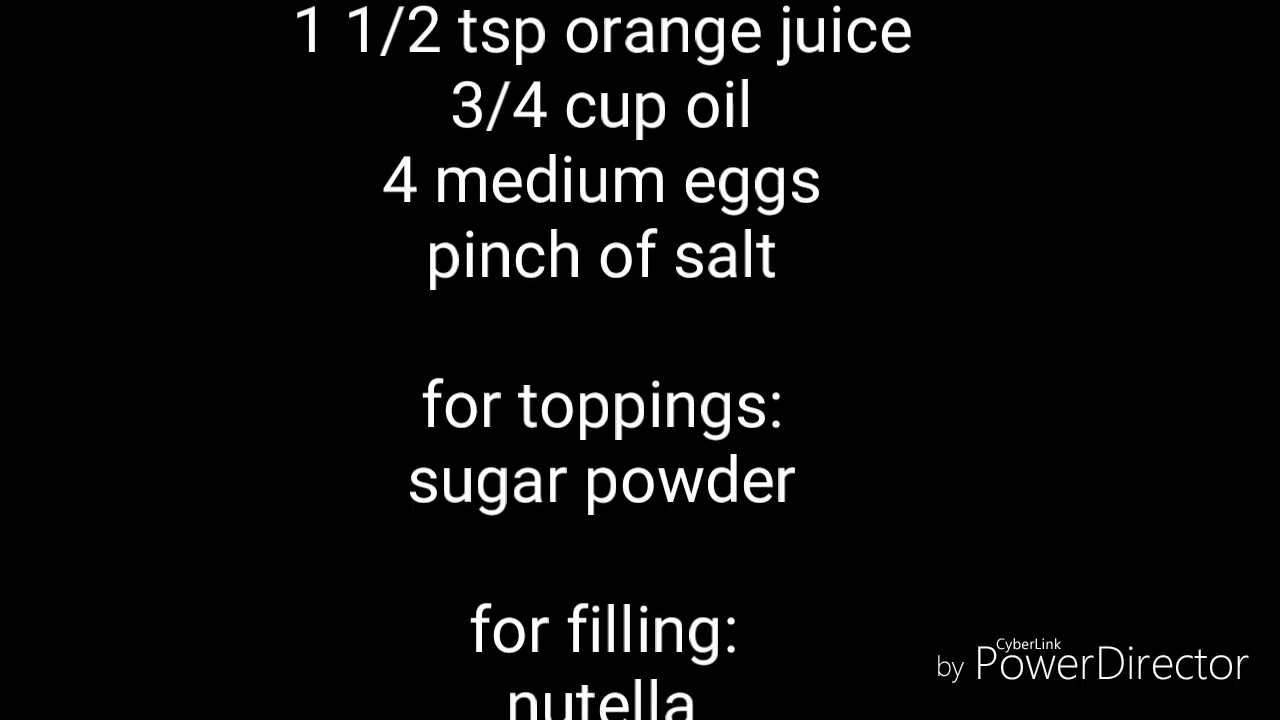 1 1/2 tsp orange juice
3/4 cup oil
4 medium eggs
pinch of salt
for toppings:
sugar powder
for filling:
nutella
CyberLink
by PowerDirector